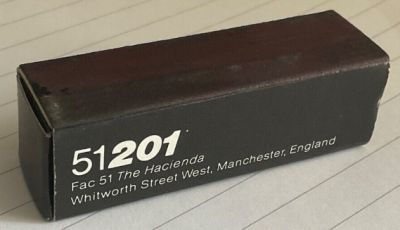 51201
Fac 51 The Hacienda
Whitworth Street West, Manchester, England